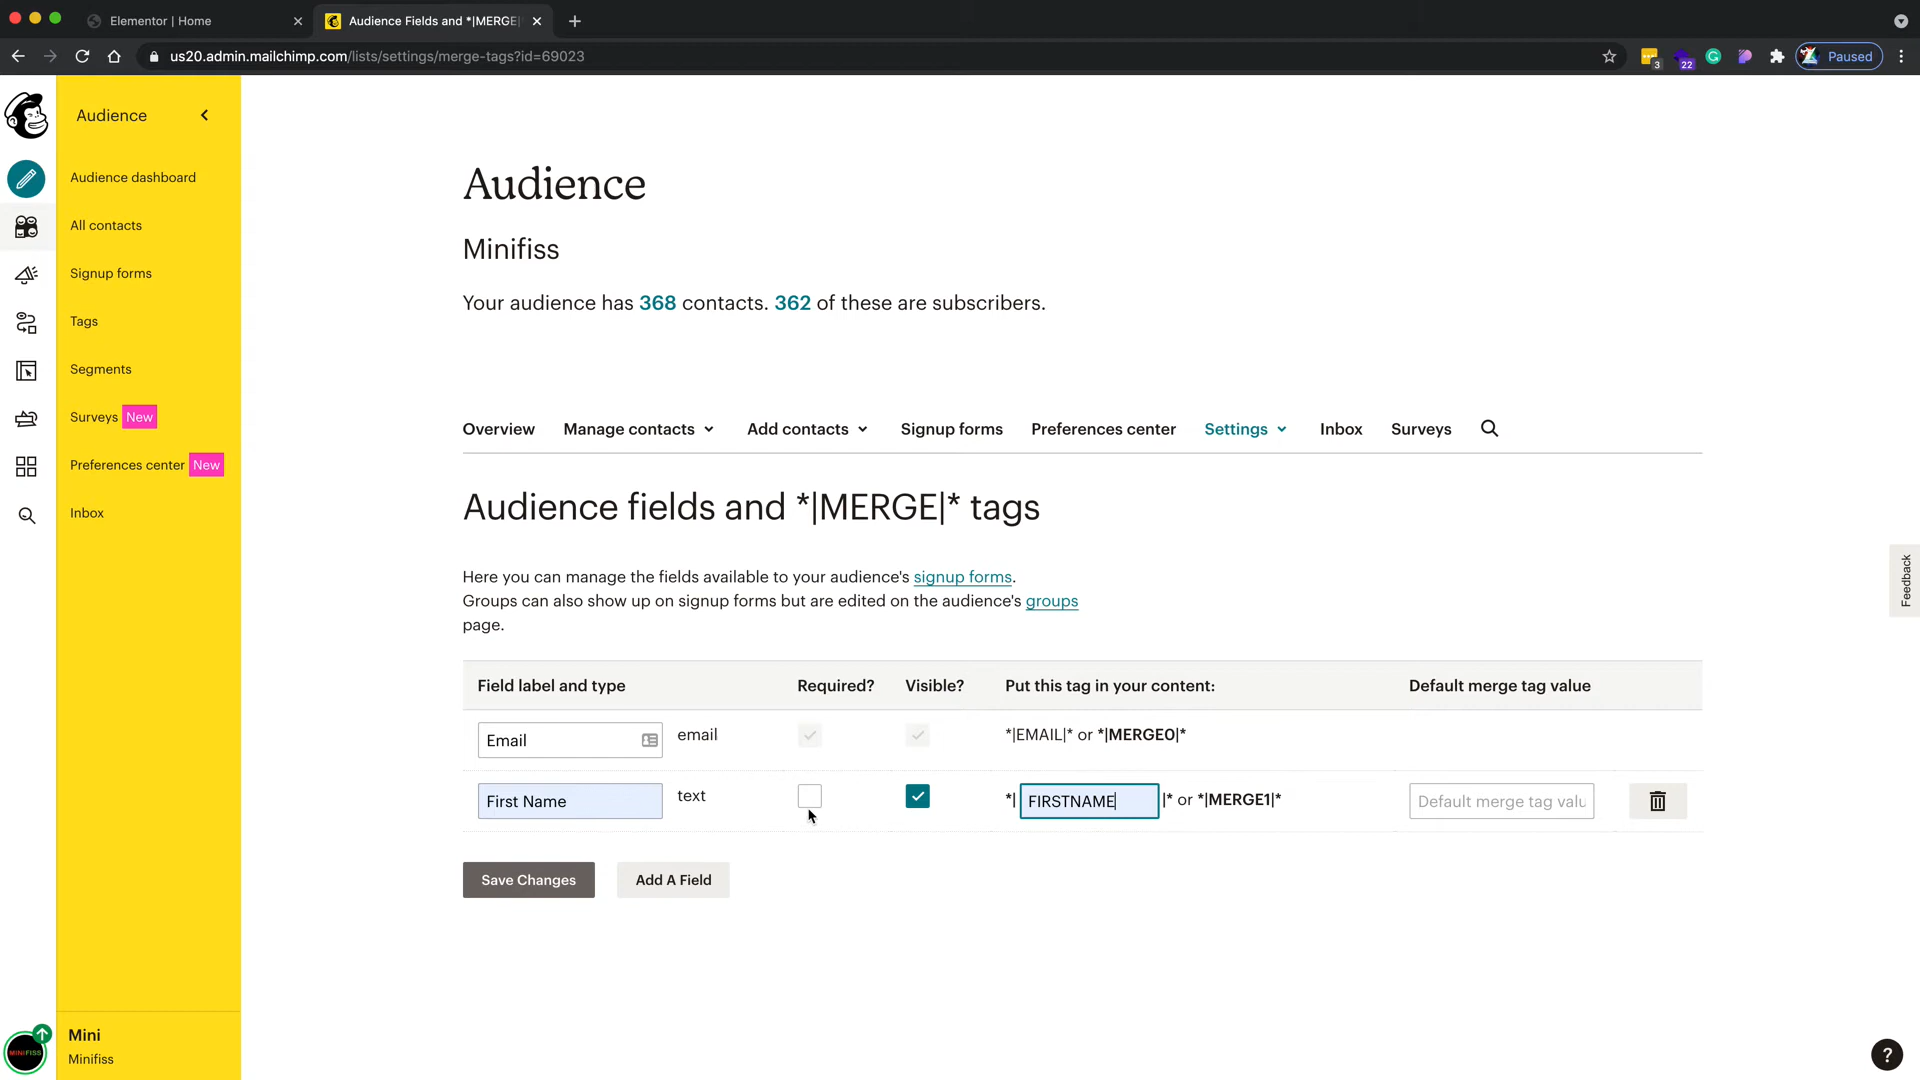 Elementor | Home
Audience Fields and *|MERGE|
us20.admin.mailchimp.com/lists/settings/merge-tags?id=69023
3
22
Paused
Audience
Audience dashboard
All contacts
Signup forms
Tags
Segments
Surveys New
Preferences center New
Inbox
Mini
Minifiss
MINIFISS
Audience
Minifiss
Your audience has 368 contacts. 362 of these are subscribers.
Overview Manage contacts Add contacts Signup forms Preferences center Settings Inbox Surveys
Audience fields and *|MERGE|* tags
Here you can manage the fields available to your audience's signup forms.
Groups can also show up on signup forms but are edited on the audience's groups
page.
Field label and type Required? Visible? Put this tag in your content: Default merge tag value
Email email *|EMAIL|* or *|MERGE0|*
First Name text *| FIRSTNAME |* or *|MERGE1|* Default merge tag valu
Save Changes Add A Field
Feedback
?